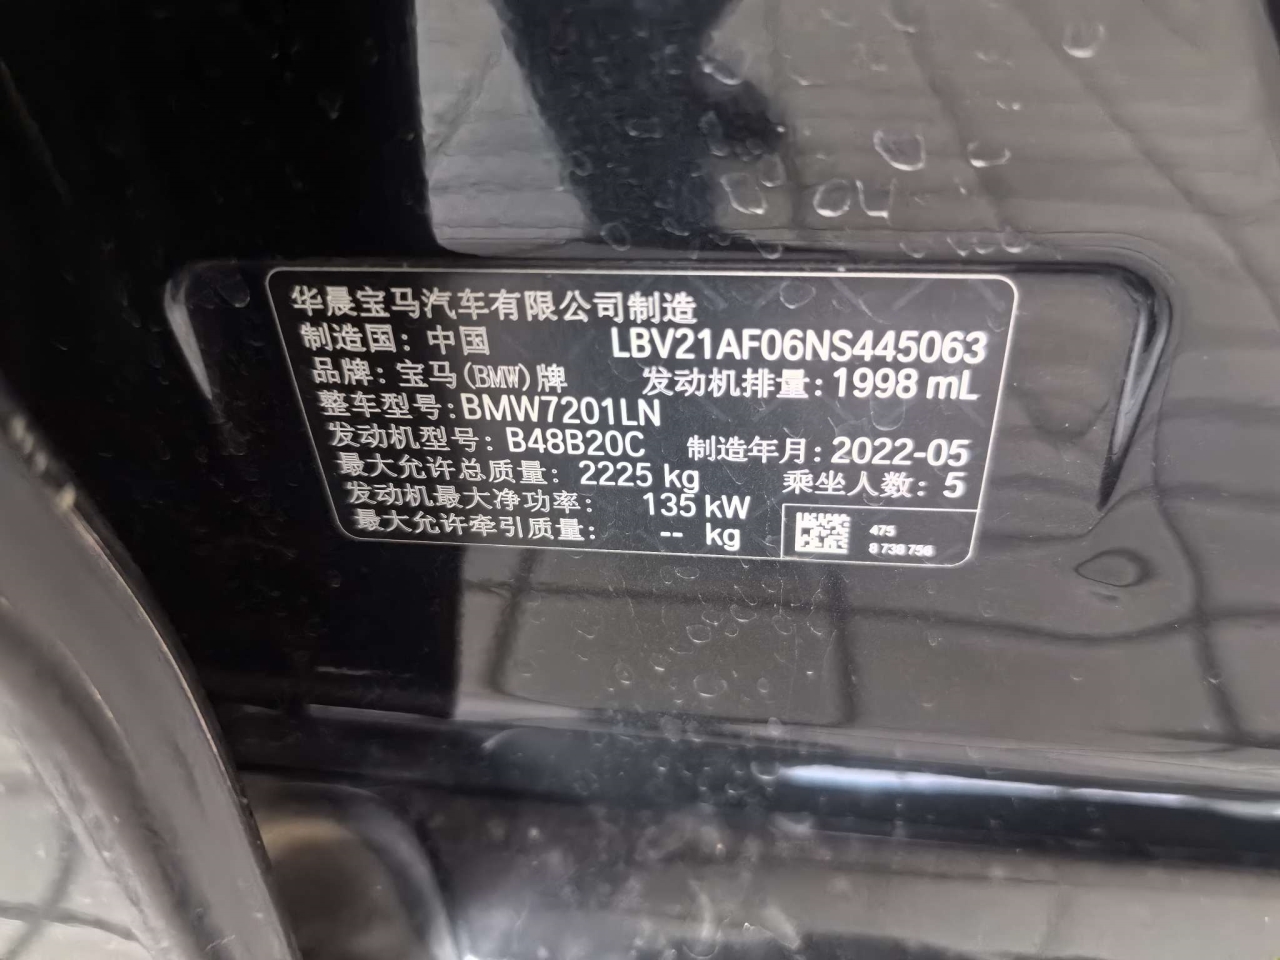 华晨宝马汽车有限公司制造
制造国：中国 LBV21AF06NS445063
品牌：宝马(BMW)牌 发动机排量：1998 mL
整车型号：BMW7201LN
发动机型号：B48B20C 制造年月：2022-05
最大允许总质量：2225 kg 乘坐人数：5
发动机最大净功率：135 kW
最大允许牵引质量：-- kg
475
8 738 756